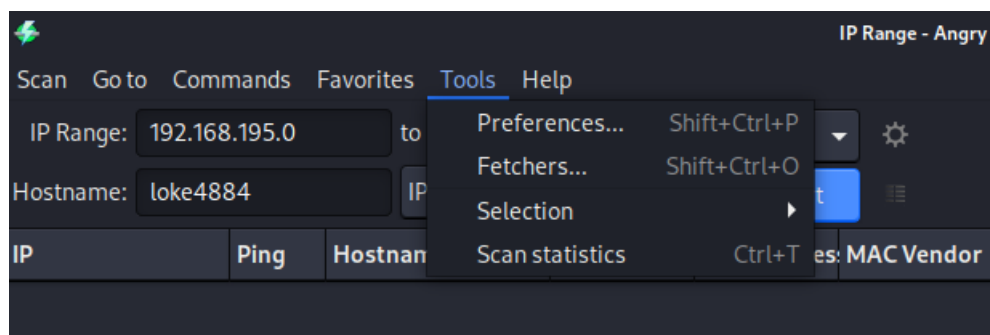 IP Range - Angry
Scan Go to Commands Favorites Tools Help
IP Range: 192.168.195.0 to
Preferences... Shift+Ctrl+P
Fetchers... Shift+Ctrl+O
Hostname: loke4884 IP t
Selection
Scan statistics Ctrl+T
IP Ping Hostnam es: MAC Vendor